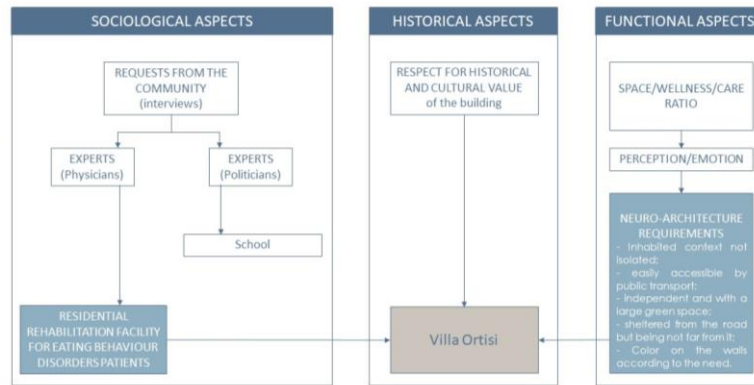 SOCIOLOGICAL ASPECTS
REQUESTS FROM THE
COMMUNITY
(interviews)
EXPERTS
(Physicians)
EXPERTS
(Politicians)
School
RESIDENTIAL
REHABILITATION FACILITY
FOR EATING BEHAVIOUR
DISORDERS PATIENTS
HISTORICAL ASPECTS
RESPECT FOR HISTORICAL
AND CULTURAL VALUE
of the building
Villa Ortisi
FUNCTIONAL ASPECTS
SPACE/WELLNESS/CARE
RATIO
PERCEPTION/EMOTION
NEURO-ARCHITECTURE
REQUIREMENTS
- Inhabited context not
isolated;
- easily accessible by
public transport;
- independent and with a
large green space;
- sheltered from the road
but being not far from it;
- Color on the walls
according to the need.